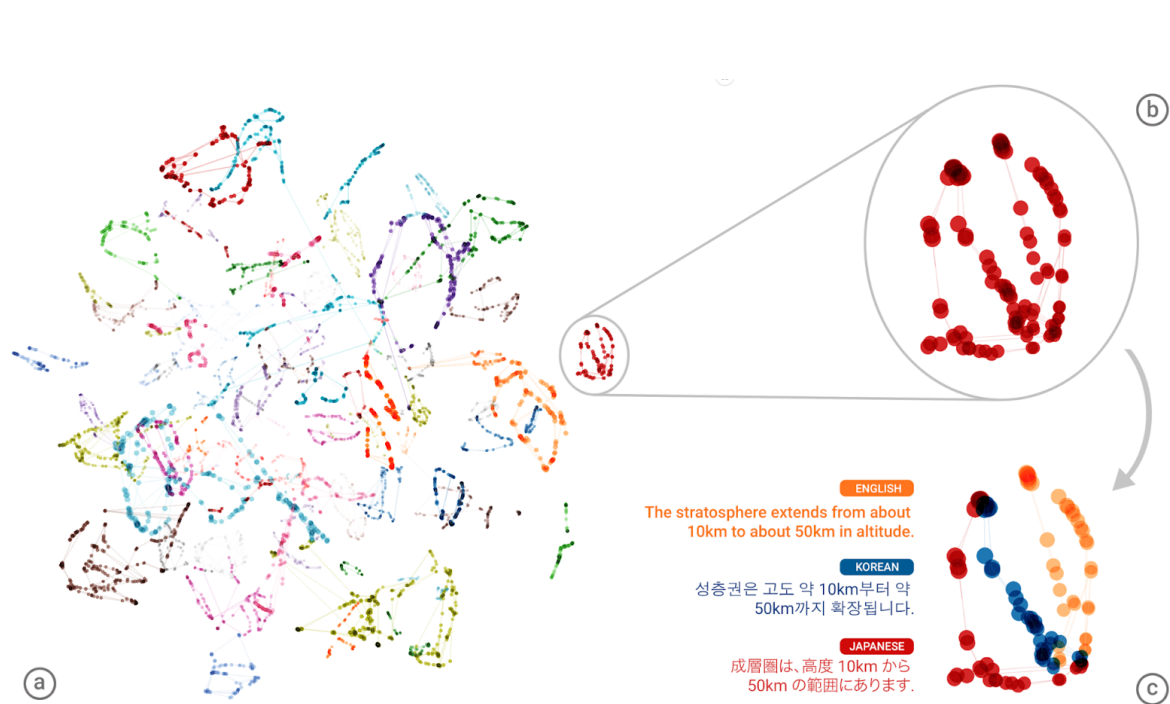 b
ENGLISH
The stratosphere extends from about
10km to about 50km in altitude.
KOREAN
성층권은 고도 약 10km부터 약
50km까지 확장됩니다.
JAPANESE
成層圏は、高度 10km から
50km の範囲にあります。
a
c